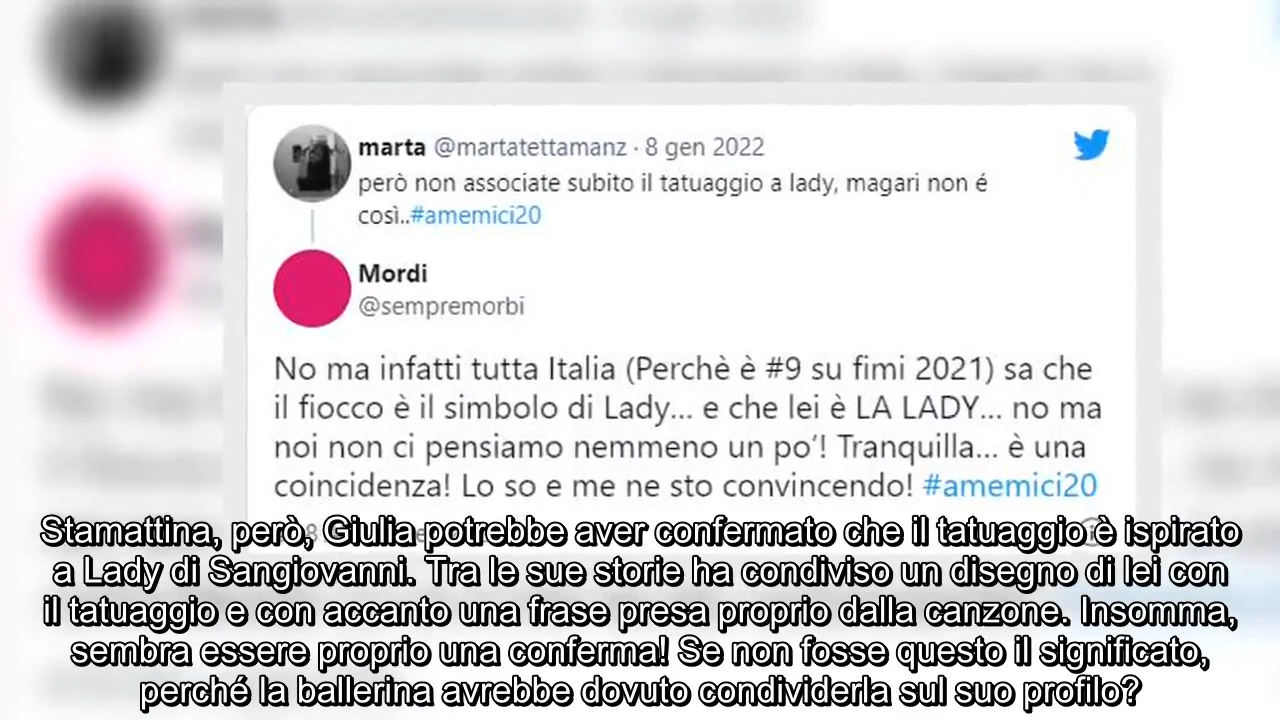 marta @martatettamanz · 8 gen 2022
però non associate subito il tatuaggio a lady, magari non é
così..#amemici20
Mordi
@sempremorbi
No ma infatti tutta Italia (Perchè è #9 su fimi 2021) sa che
il fiocco è il simbolo di Lady... e che lei è LA LADY... no ma
noi non ci pensiamo nemmeno un po'! Tranquilla... è una
coincidenza! Lo so e me ne sto convincendo! #amemici20
Stamattina, però, Giulia potrebbe aver confermato che il tatuaggio è ispirato
a Lady di Sangiovanni. Tra le sue storie ha condiviso un disegno di lei con
il tatuaggio e con accanto una frase presa proprio dalla canzone. Insomma,
sembra essere proprio una conferma! Se non fosse questo il significato,
perché la ballerina avrebbe dovuto condividerla sul suo profilo?